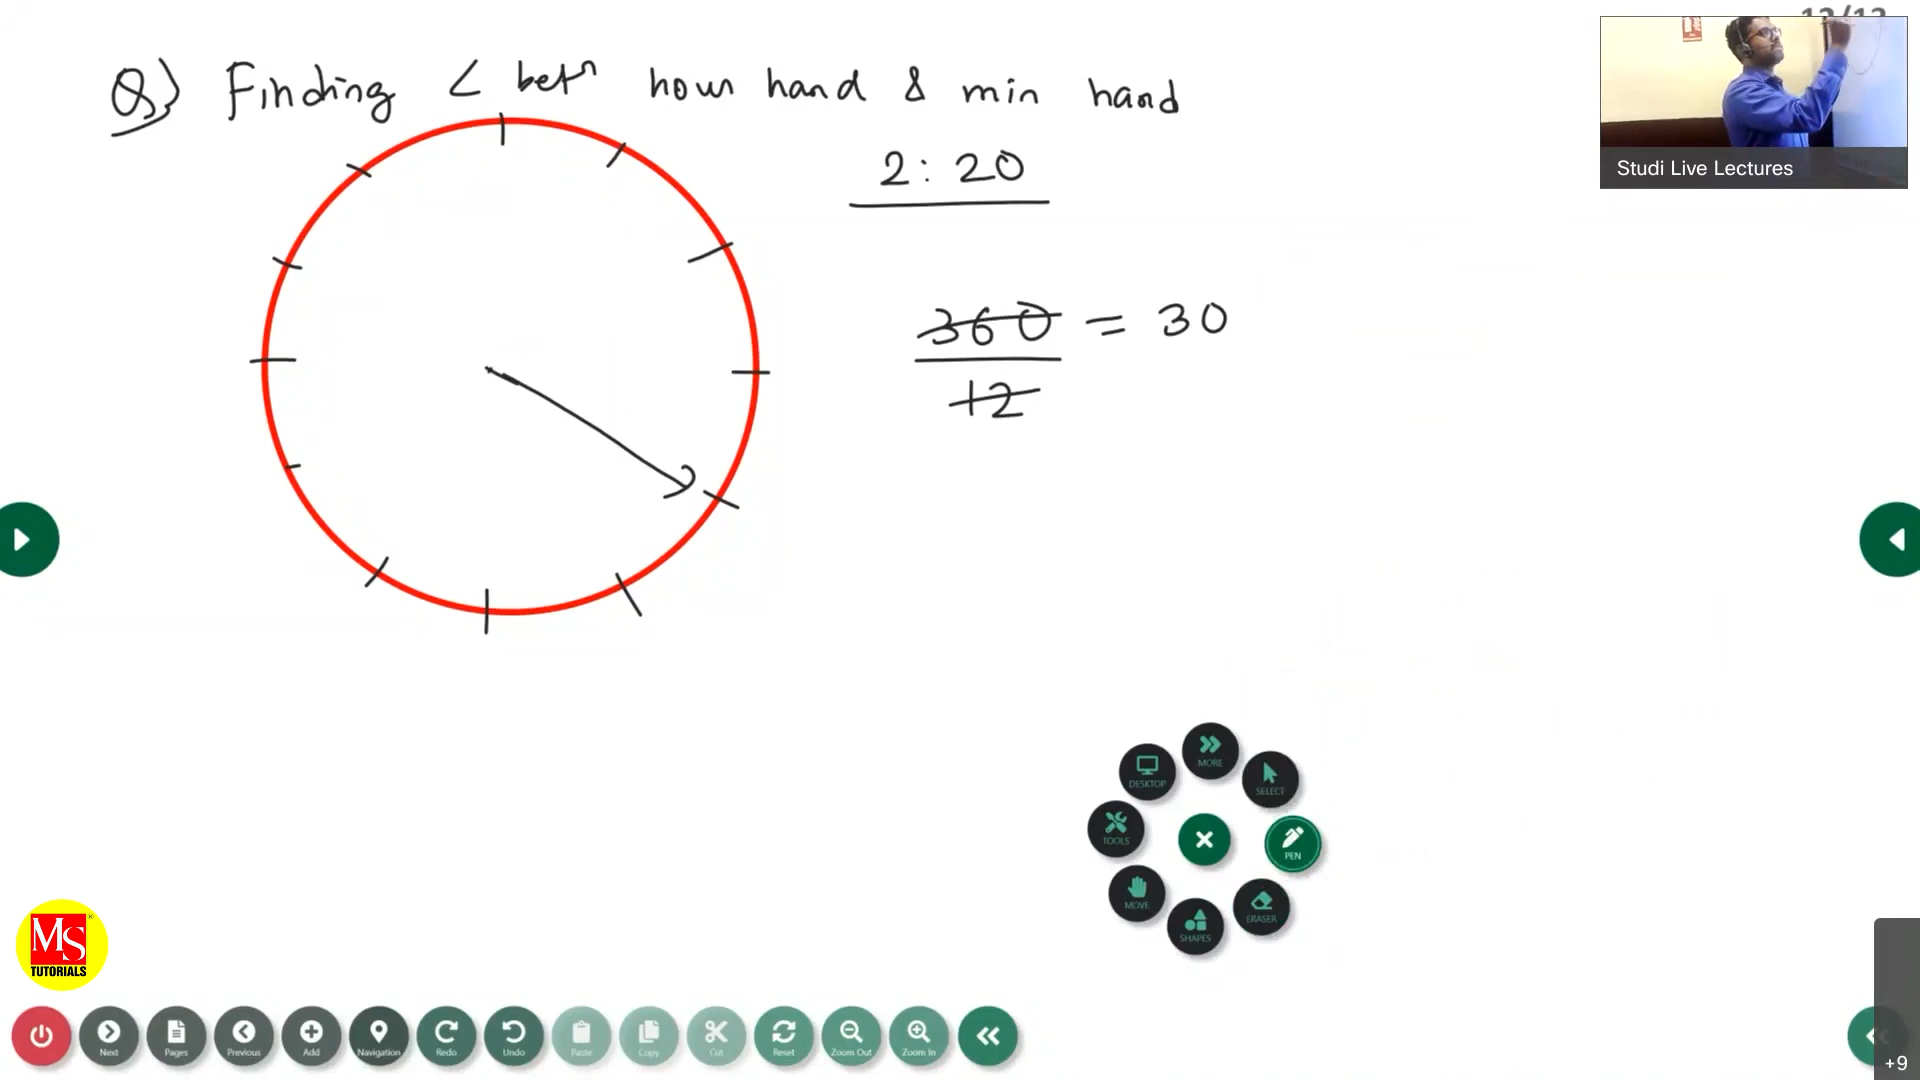 12/13
Q) Finding ∠ betn hour hand & min hand
2:20
Studi Live Lectures
360 = 30
12
MORE
DESKTOP
SELECT
TOOLS
PEN
MOVE
ERASER
SHAPES
MS
TUTORIALS
Next
Pages
Previous
Add
Navigation
Redo
Undo
Paste
Copy
Cut
Reset
Zoom Out
Zoom In
+9